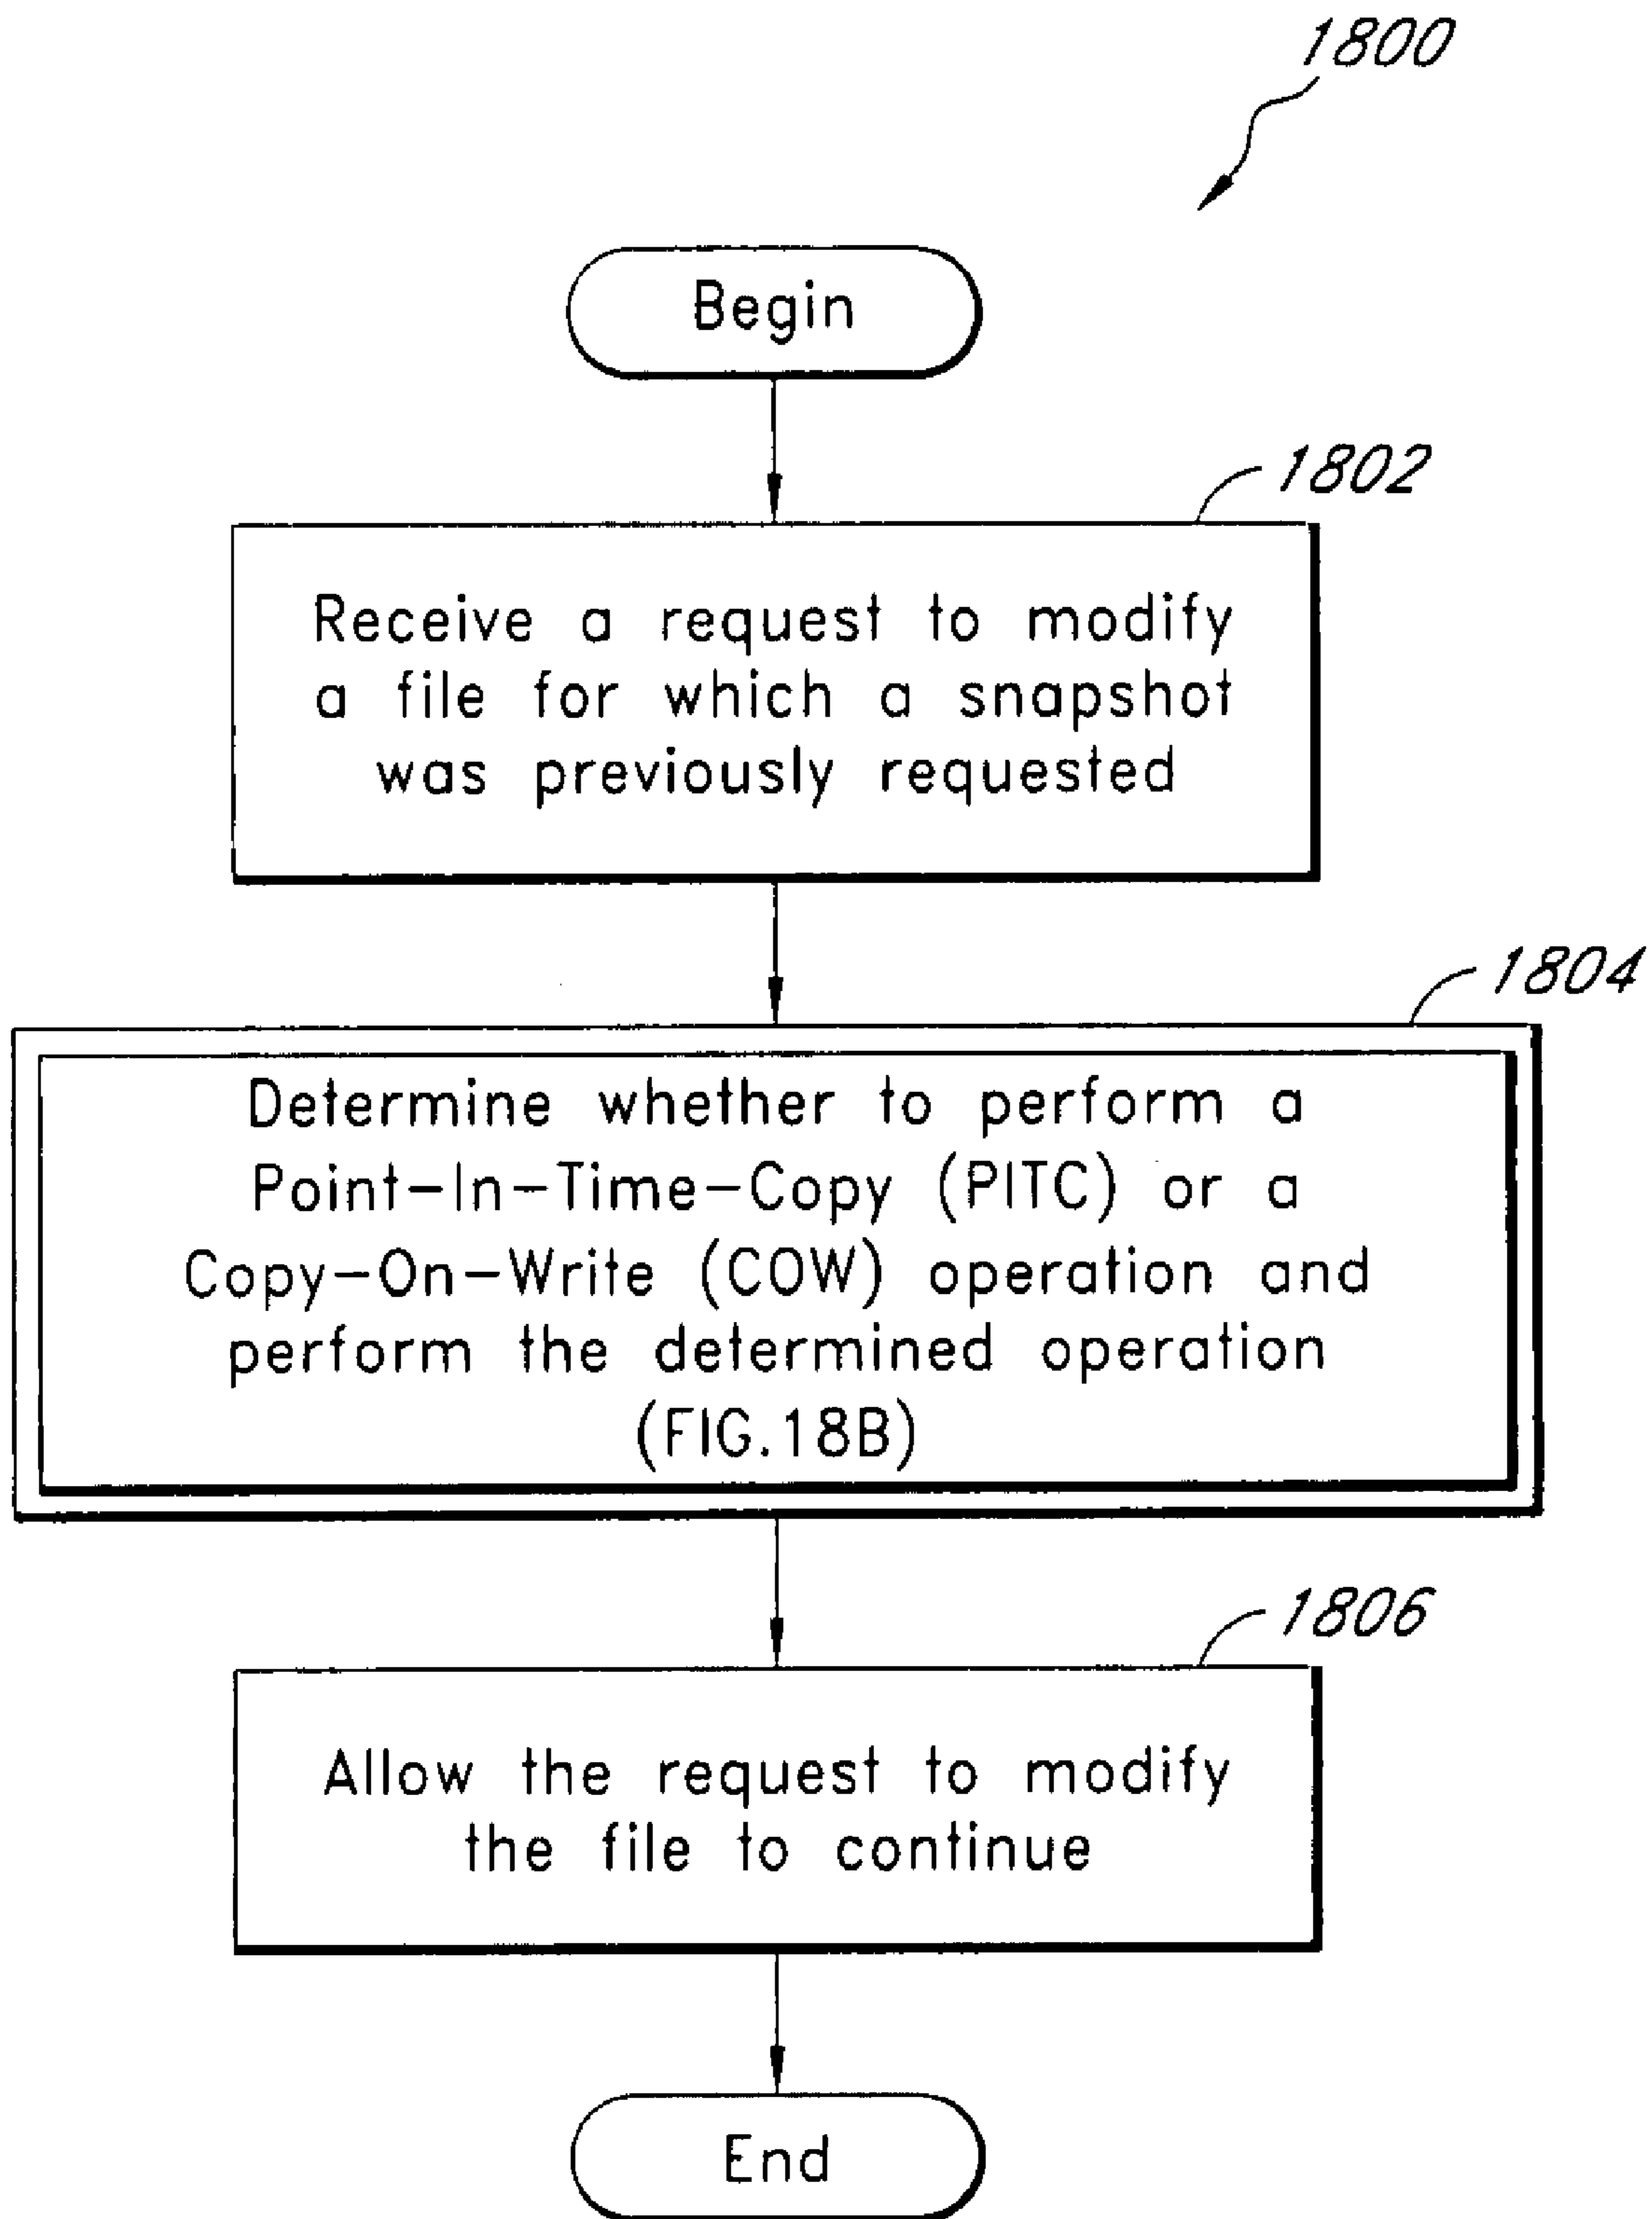 1800
Begin
1802
Receive a request to modify
a file for which a snapshot
was previously requested
1804
Determine whether to perform a
Point-In-Time-Copy (PITC) or a
Copy-On-Write (COW) operation and
perform the determined operation
(FIG.18B)
1806
Allow the request to modify
the file to continue
End